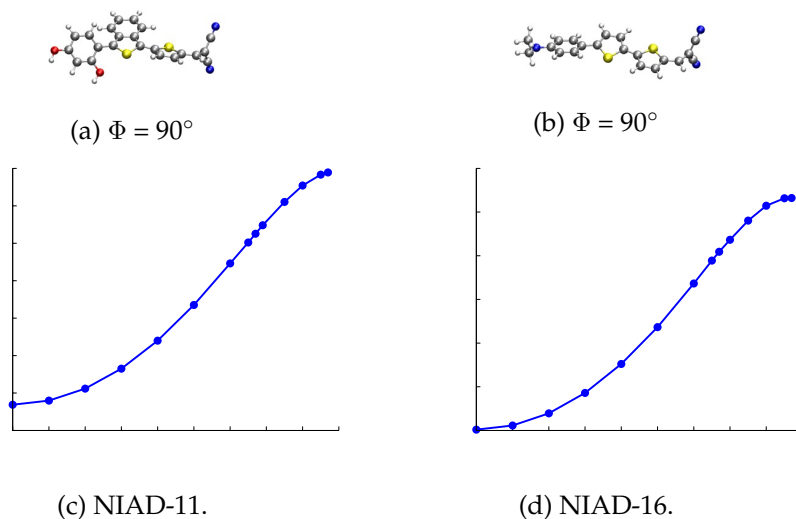 (a) Φ = 90°
(b) Φ = 90°
(c) NIAD-11.
(d) NIAD-16.